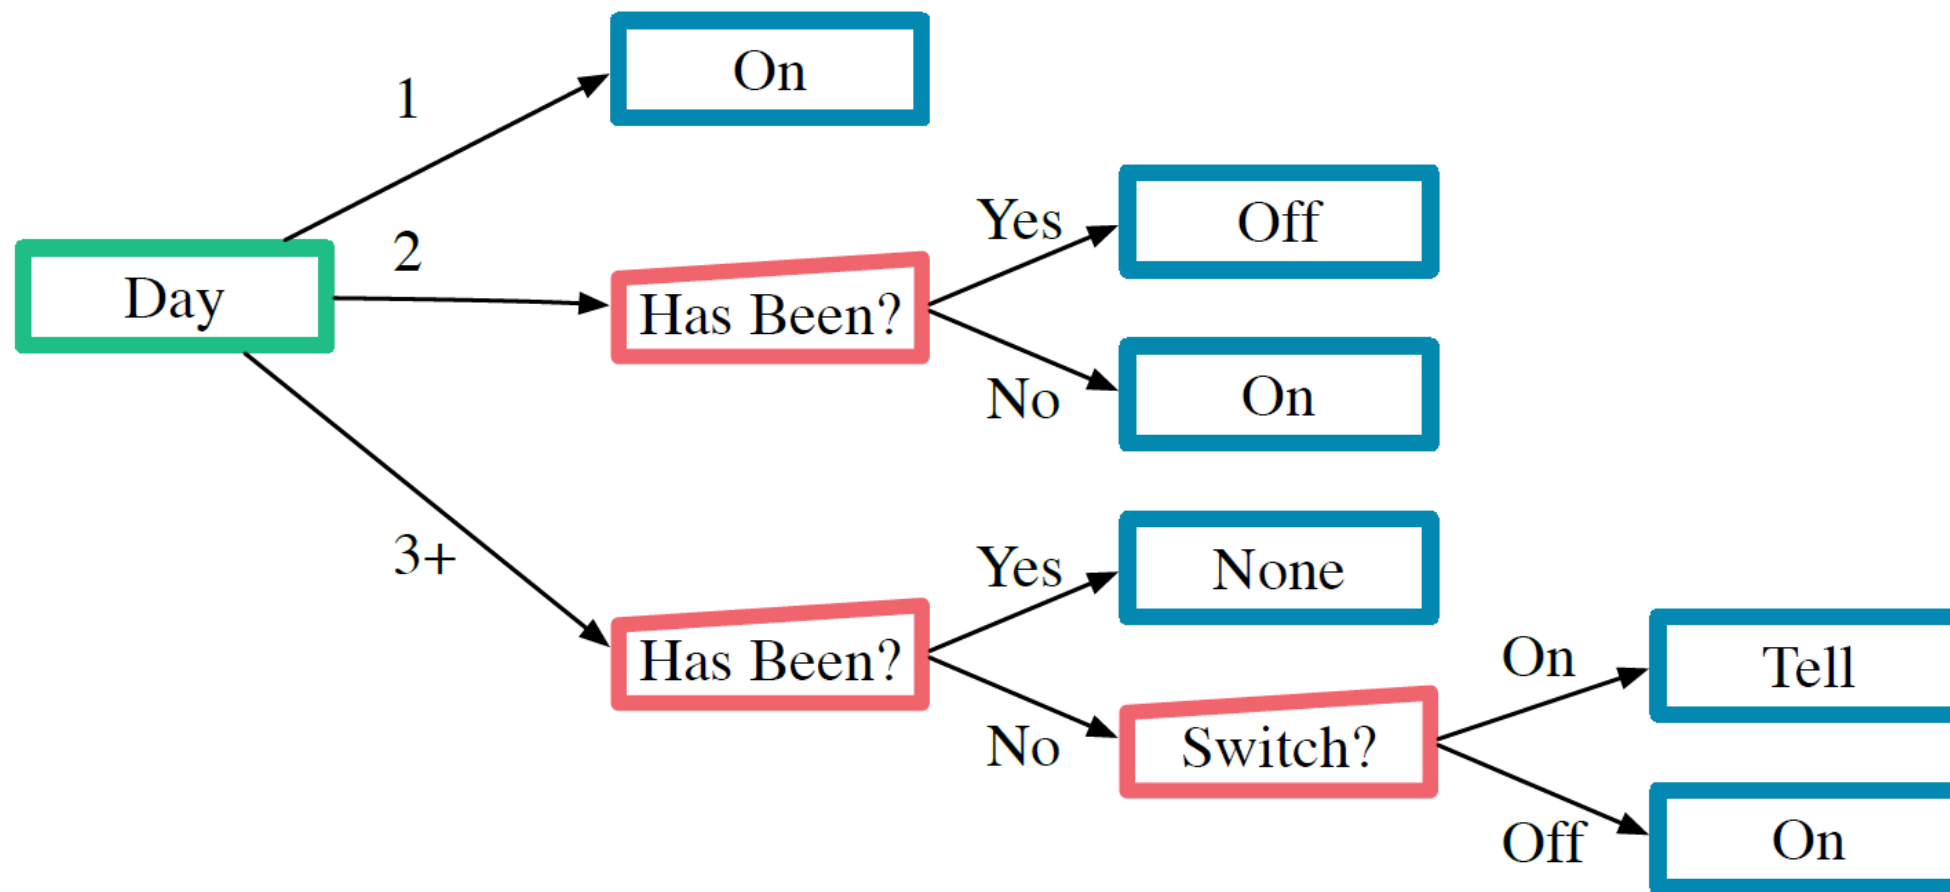 On
1
Yes
Off
2
Day
Has Been?
No
On
3+
Yes
None
Has Been?
On
Tell
No
Switch?
Off
On